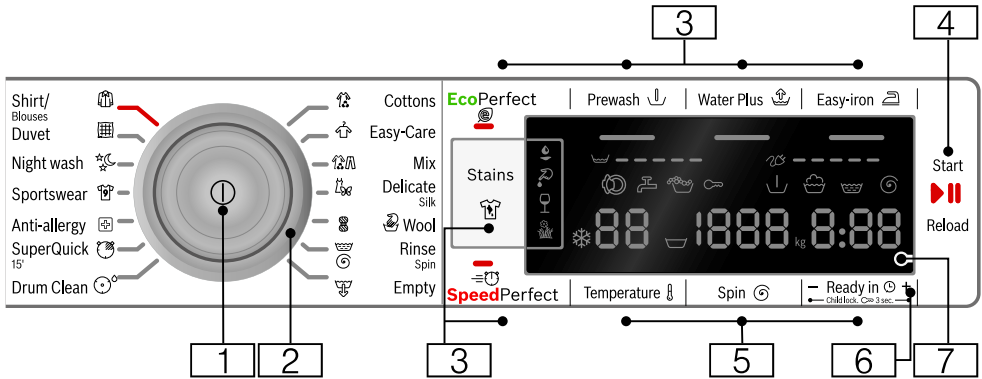 3
4
Shirt/
Blouses
Duvet
Night wash
Sportswear
Anti-allergy
SuperQuick
15'
Drum Clean
Cottons
Easy-Care
Mix
Delicate
Silk
Wool
Rinse
Spin
Empty
EcoPerfect
Prewash
Water Plus
Easy-iron
Stains
88
1888 kg
8:88
SpeedPerfect
Temperature
Spin
− Ready in +
Child lock. 3 sec.
Start
Reload
1
2
3
5
6
7